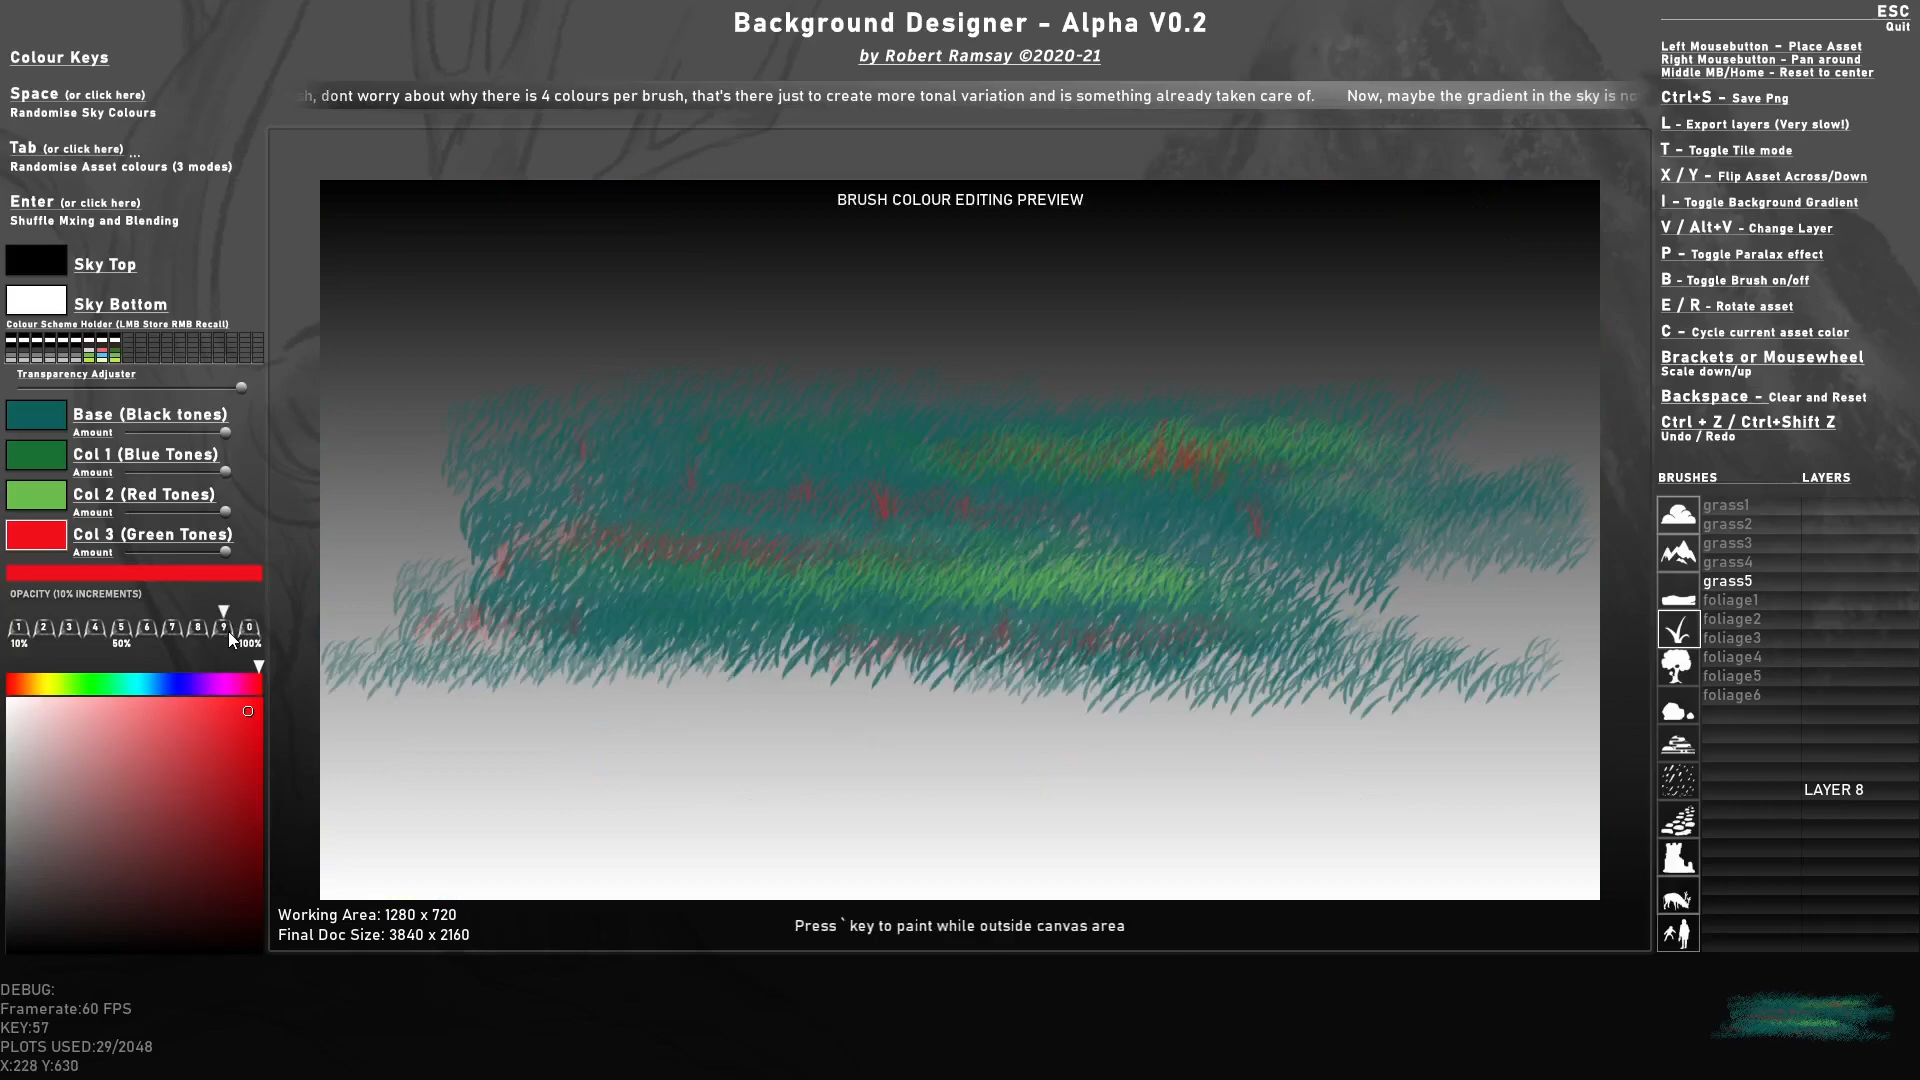 Background Designer - Alpha V0.2
by Robert Ramsay ©2020-21
, dont worry about why there is 4 colours per brush, that's there just to create more tonal variation and is something already taken care of. Now, maybe the gradient in the sky is
Colour Keys
Space (or click here)
Randomise Sky Colours
Tab (or click here) ...
Randomise Asset colours (3 modes)
Enter (or click here)
Shuffle Mxing and Blending
Sky Top
Sky Bottom
Colour Scheme Holder (LMB Store RMB Recall)
Transparency Adjuster
Base (Black tones)
Amount
Col 1 (Blue Tones)
Amount
Col 2 (Red Tones)
Amount
Col 3 (Green Tones)
Amount
OPACITY (10% INCREMENTS)
1 2 3 4 5 6 7 8 9 0
10% 50% 100%
DEBUG:
Framerate:60 FPS
KEY:57
PLOTS USED:29/2048
X:228 Y:630
BRUSH COLOUR EDITING PREVIEW
Working Area: 1280 x 720
Final Doc Size: 3840 x 2160
Press ` key to paint while outside canvas area
ESC
Quit
Left Mousebutton - Place Asset
Right Mousebutton - Pan around
Middle MB/Home - Reset to center
Ctrl+S - Save Png
L - Export layers (Very slow!)
T - Toggle Tile mode
X / Y - Flip Asset Across/Down
I - Toggle Background Gradient
V / Alt+V - Change Layer
P - Toggle Paralax effect
B - Toggle Brush on/off
E / R - Rotate asset
C - Cycle current asset color
Brackets or Mousewheel
Scale down/up
Backspace - Clear and Reset
Ctrl + Z / Ctrl+Shift Z
Undo / Redo
BRUSHES LAYERS
grass1
grass2
grass3
grass4
grass5
foliage1
foliage2
foliage3
foliage4
foliage5
foliage6
LAYER 8